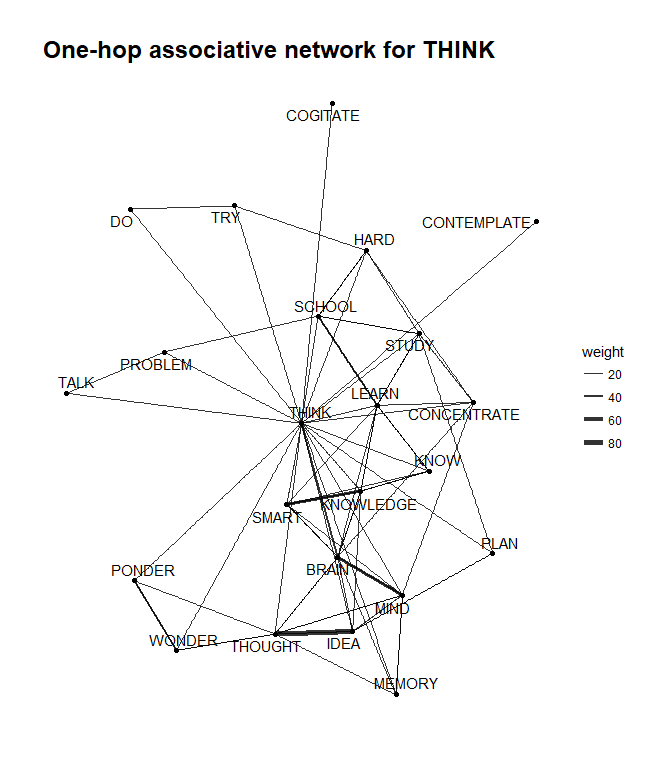 One-hop associative network for THINK
COGITATE
DO
TRY
CONTEMPLATE
HARD
SCHOOL
STUDY
PROBLEM
TALK
LEARN
THINK
CONCENTRATE
KNOW
KNOWLEDGE
SMART
PLAN
BRAIN
PONDER
MIND
WONDER
THOUGHT
IDEA
MEMORY
weight
20
40
60
80